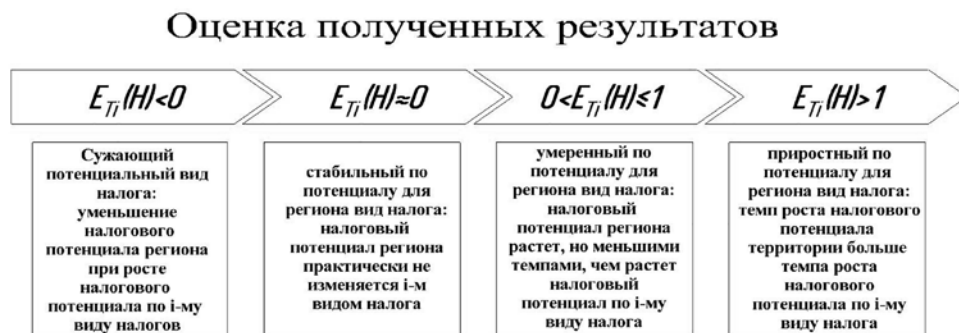 Оценка полученных результатов
E_Ti(H)<0
E_Ti(H)≈0
0<E_Ti(H)≤1
E_Ti(H)>1
Сужающий
потенциальный вид
налога:
уменьшение
налогового
потенциала региона
при росте
налогового
потенциала по i-му
виду налогов
стабильный по
потенциалу для
региона вид налога:
налоговый
потенциал региона
практически не
изменяется i-м
видом налога
умеренный по
потенциалу для
региона вид налога:
налоговый
потенциал региона
растет, но меньшими
темпами, чем растет
налоговый
потенциал по i-му
виду налога
приростный по
потенциалу для
региона вид налога:
темп роста налогового
потенциала
территории больше
темпа роста
налогового
потенциала по i-му
виду налога